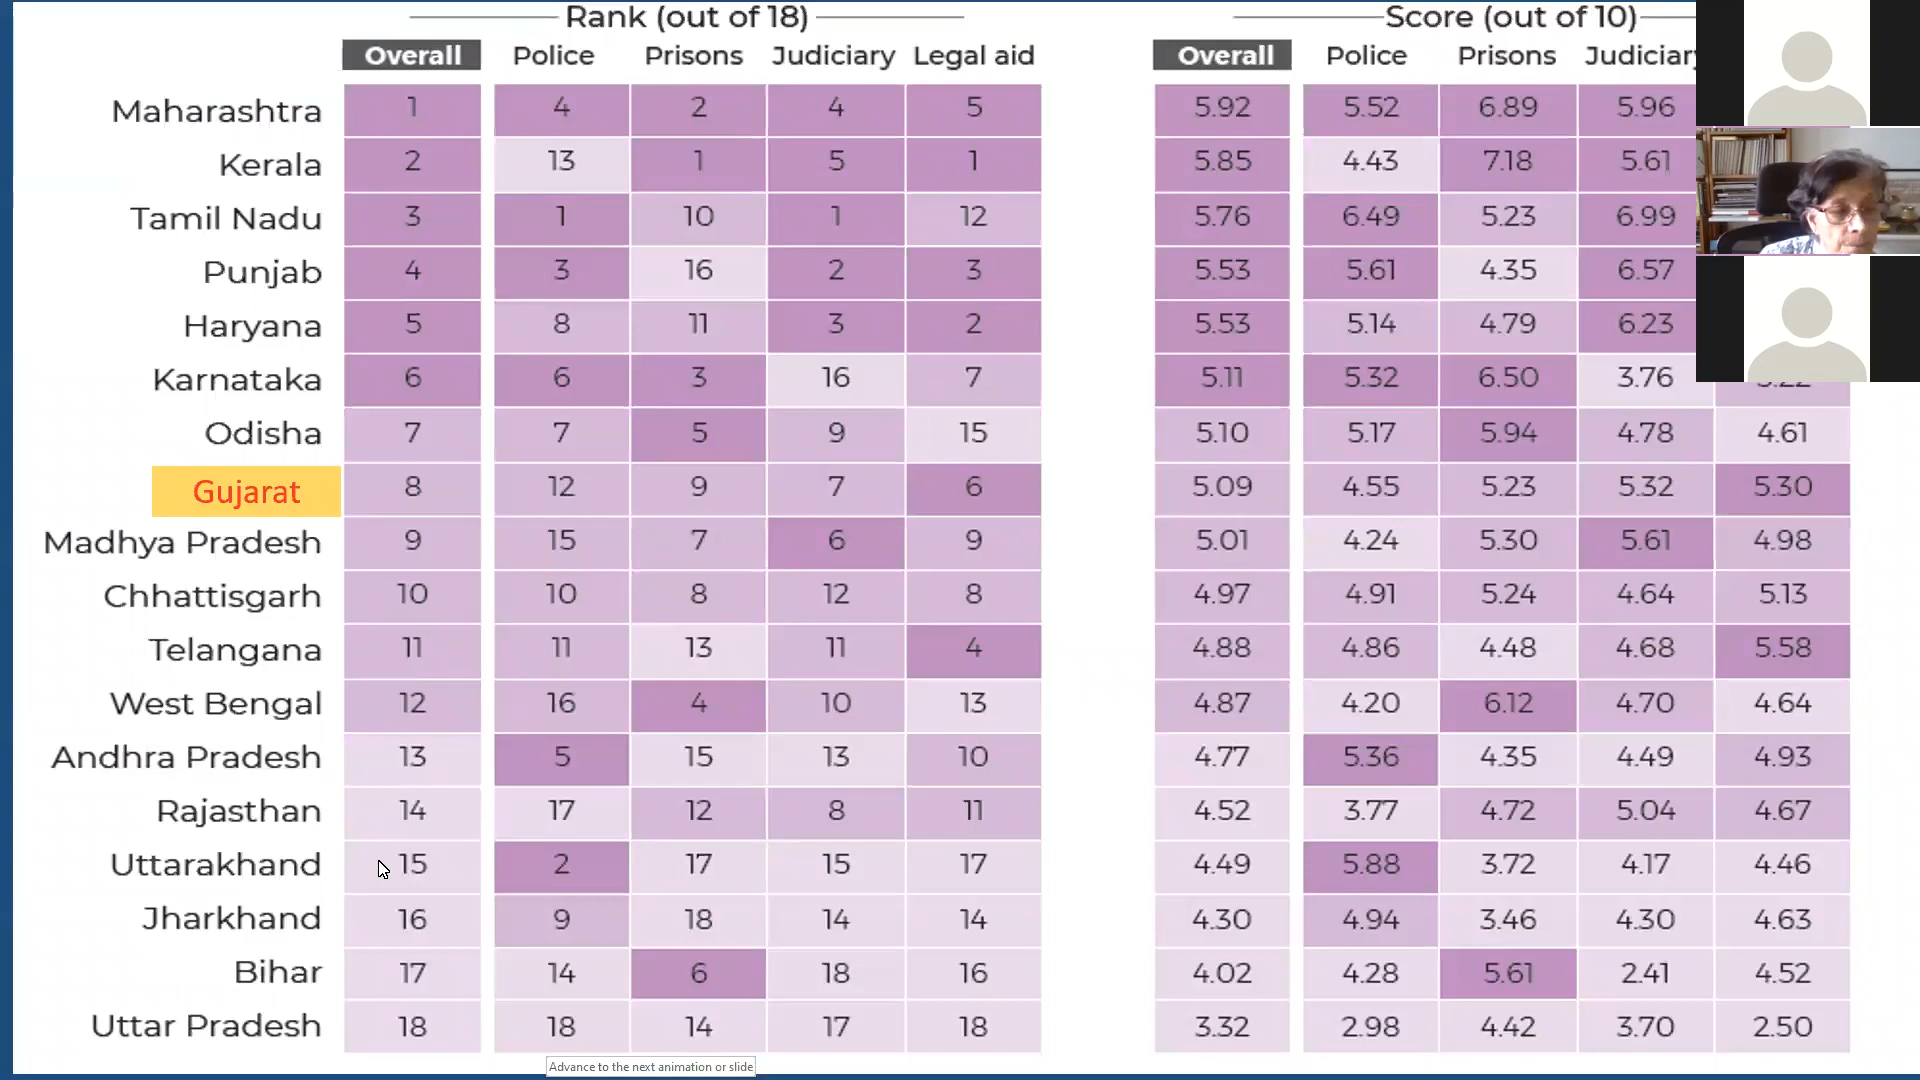 Rank (out of 18) Score (out of 10)
Overall Police Prisons Judiciary Legal aid Overall Police Prisons
Maharashtra 1 4 2 4 5 5.92 5.52 6.89 5.96
Kerala 2 13 1 5 1 5.85 4.43 7.18 5.61
Tamil Nadu 3 1 10 1 12 5.76 6.49 5.23 6.99
Punjab 4 3 16 2 3 5.53 5.61 4.35 6.57
Haryana 5 8 11 3 2 5.53 5.14 4.79 6.23
Karnataka 6 6 3 16 7 5.11 5.32 6.50 3.76
Odisha 7 7 5 9 15 5.10 5.17 5.94 4.78 4.61
Gujarat 8 12 9 7 6 5.09 4.55 5.23 5.32 5.30
Madhya Pradesh 9 15 7 6 9 5.01 4.24 5.30 5.61 4.98
Chhattisgarh 10 10 8 12 8 4.97 4.91 5.24 4.64 5.13
Telangana 11 11 13 11 4 4.88 4.86 4.48 4.68 5.58
West Bengal 12 16 4 10 13 4.87 4.20 6.12 4.70 4.64
Andhra Pradesh 13 5 15 13 10 4.77 5.36 4.35 4.49 4.93
Rajasthan 14 17 12 8 11 4.52 3.77 4.72 5.04 4.67
Uttarakhand 15 2 17 15 17 4.49 5.88 3.72 4.17 4.46
Jharkhand 16 9 18 14 14 4.30 4.94 3.46 4.30 4.63
Bihar 17 14 6 18 16 4.02 4.28 5.61 2.41 4.52
Uttar Pradesh 18 18 14 17 18 3.32 2.98 4.42 3.70 2.50
Advance to the next animation or slide